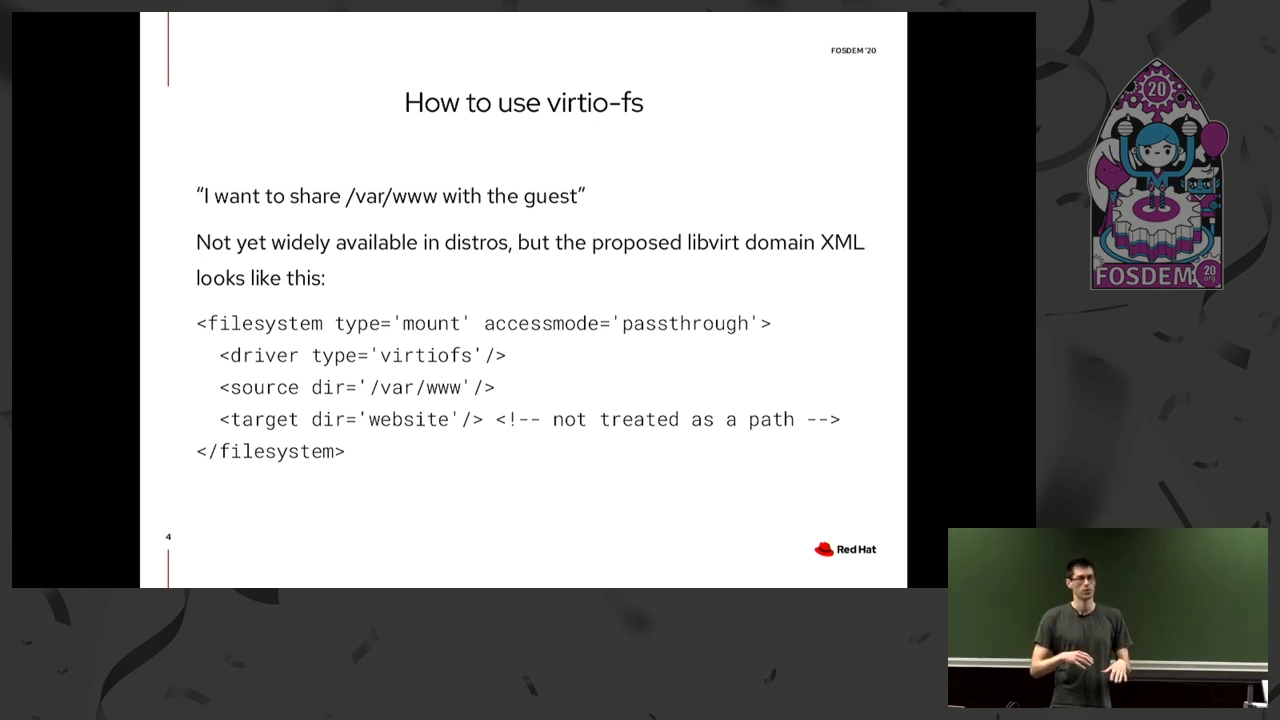 FOSDEM '20
How to use virtio-fs
“I want to share /var/www with the guest”
Not yet widely available in distros, but the proposed libvirt domain XML
looks like this:
<filesystem type='mount' accessmode='passthrough'>
  <driver type='virtiofs'/>
  <source dir='/var/www'/>
  <target dir='website'/> <!-- not treated as a path -->
</filesystem>
4
Red Hat
20
FOSDEM
20
.org